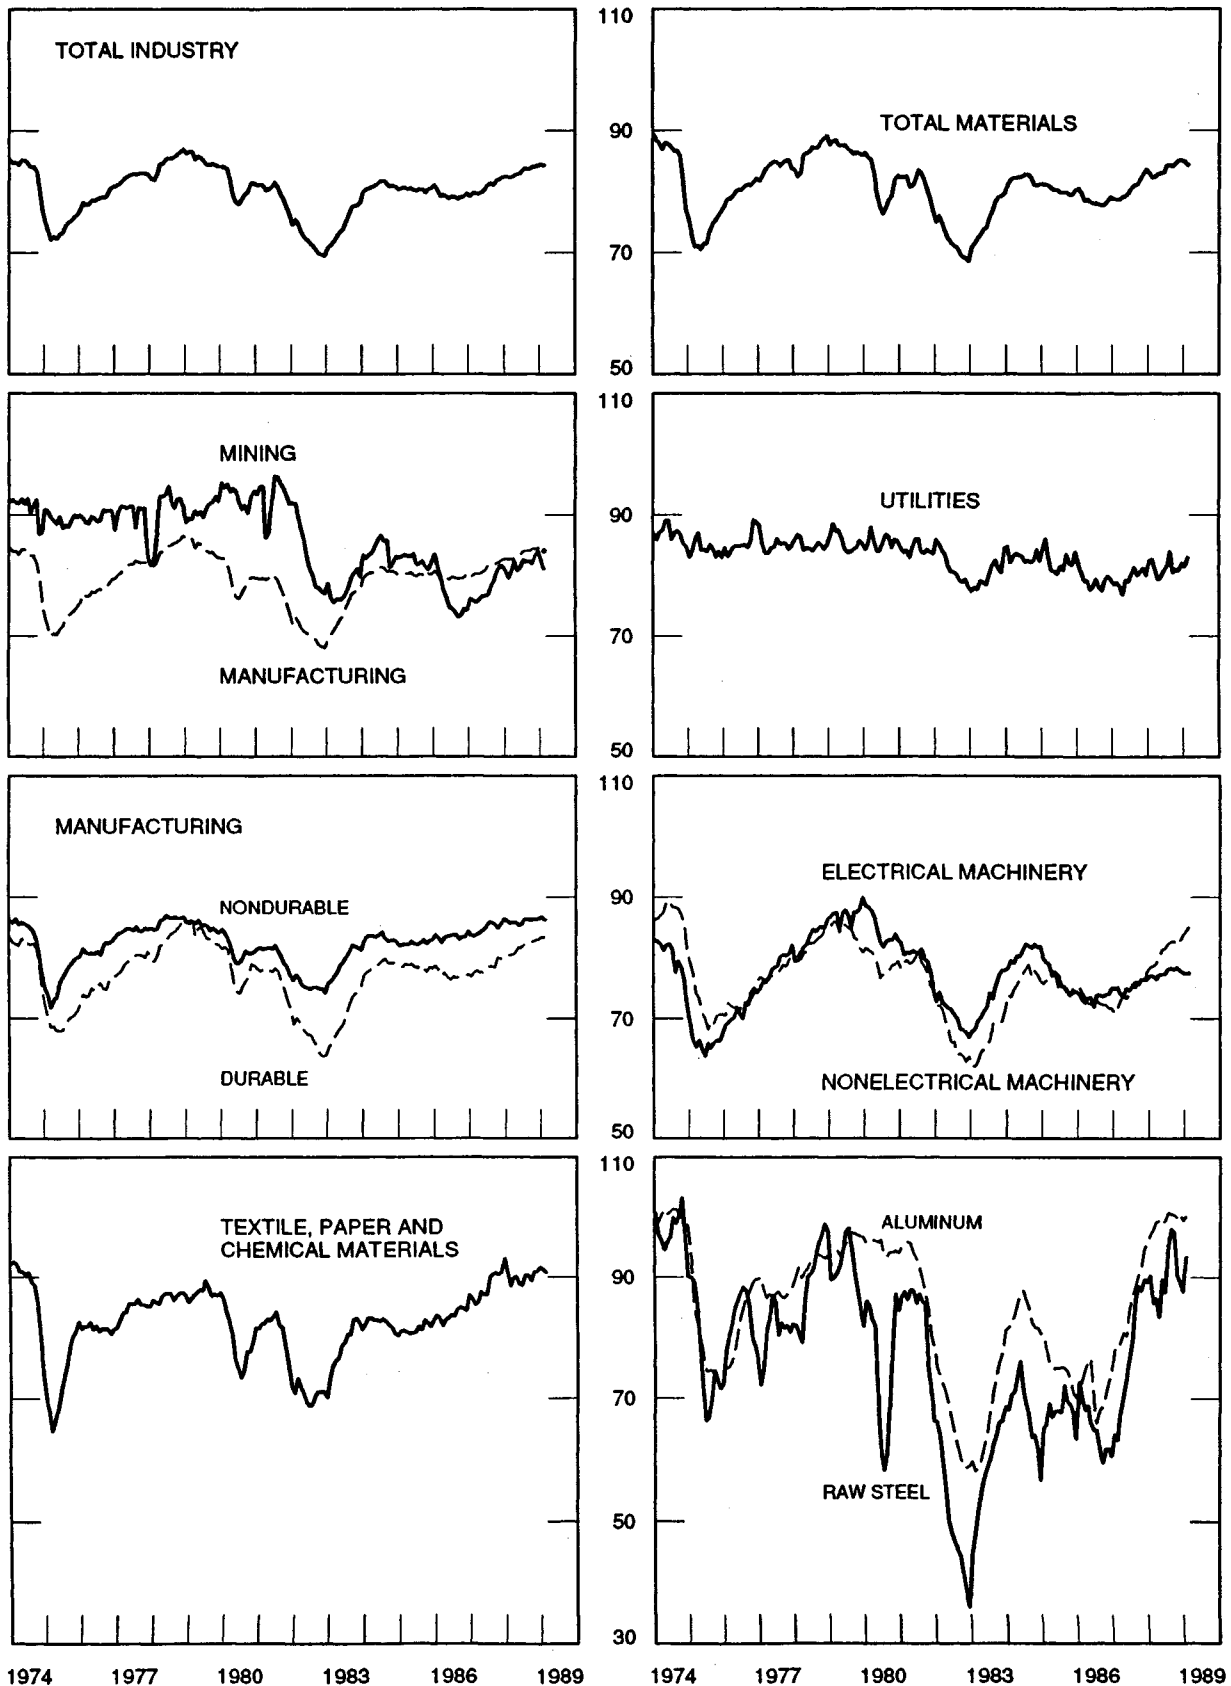 TOTAL INDUSTRY
110
90
70
50
TOTAL MATERIALS
MINING
MANUFACTURING
110
90
70
50
UTILITIES
MANUFACTURING
NONDURABLE
DURABLE
110
90
70
50
ELECTRICAL MACHINERY
NONELECTRICAL MACHINERY
TEXTILE, PAPER AND
CHEMICAL MATERIALS
110
90
70
50
30
ALUMINUM
RAW STEEL
1974 1977 1980 1983 1986 1989
1974 1977 1980 1983 1986 1989